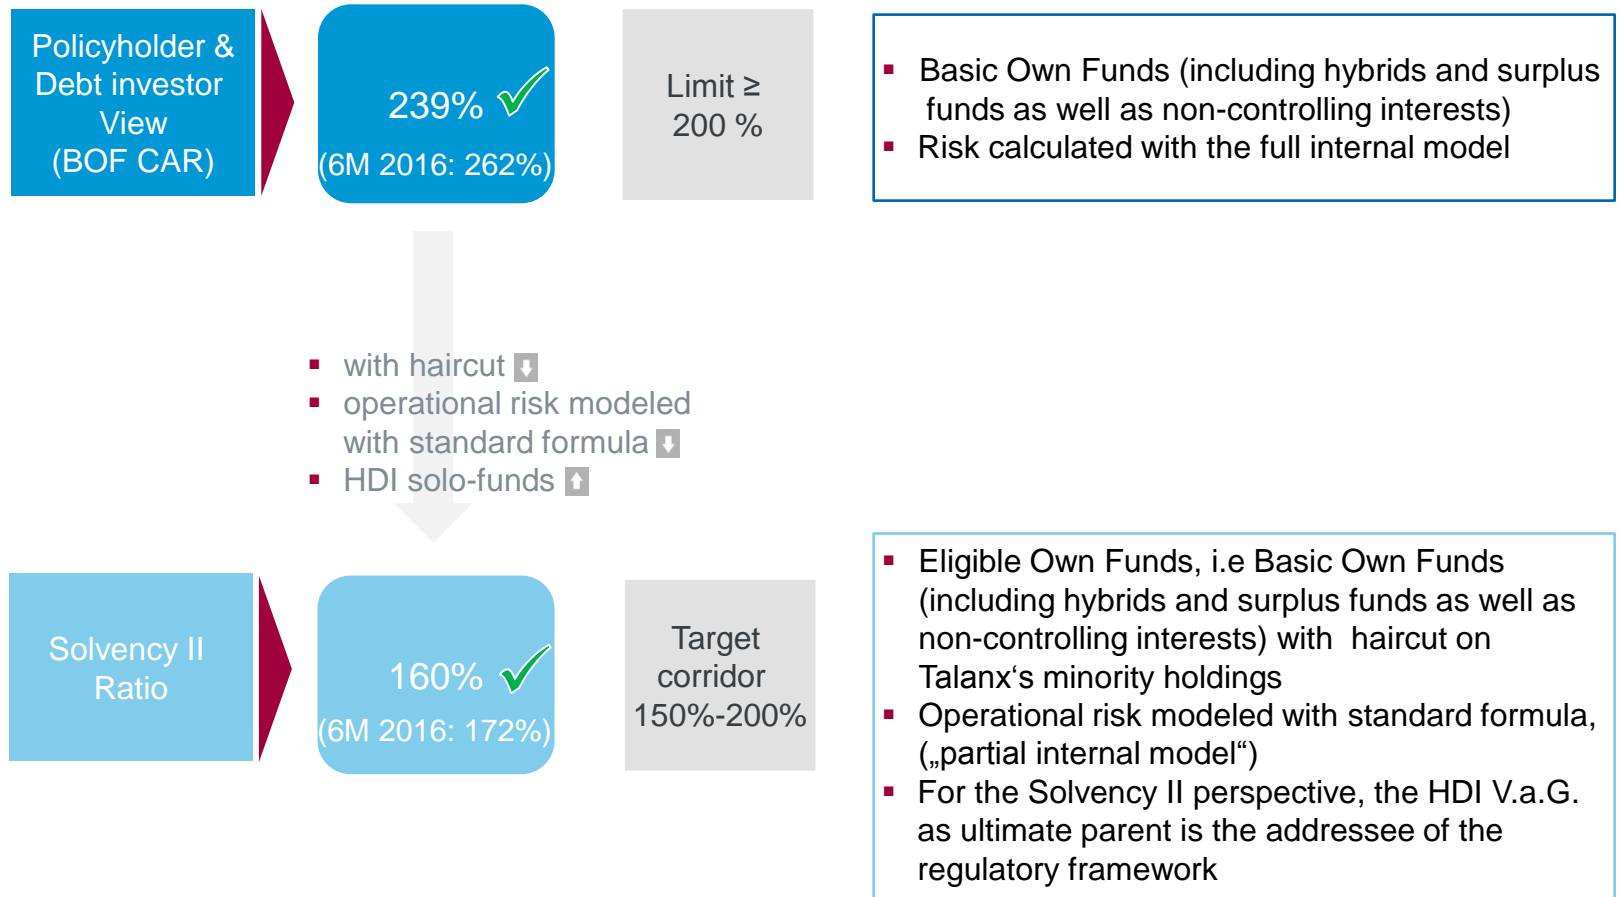 Policyholder &
Debt investor
View
(BOF CAR)
239%
(6M 2016: 262%)
Limit ≥
200 %
▪ Basic Own Funds (including hybrids and surplus
funds as well as non-controlling interests)
▪ Risk calculated with the full internal model
▪ with haircut
▪ operational risk modeled
with standard formula
▪ HDI solo-funds
Solvency II
Ratio
160%
(6M 2016: 172%)
Target
corridor
150%-200%
▪ Eligible Own Funds, i.e Basic Own Funds
(including hybrids and surplus funds as well as
non-controlling interests) with  haircut on
Talanx‘s minority holdings
▪ Operational risk modeled with standard formula,
(„partial internal model“)
▪ For the Solvency II perspective, the HDI V.a.G.
as ultimate parent is the addressee of the
regulatory framework